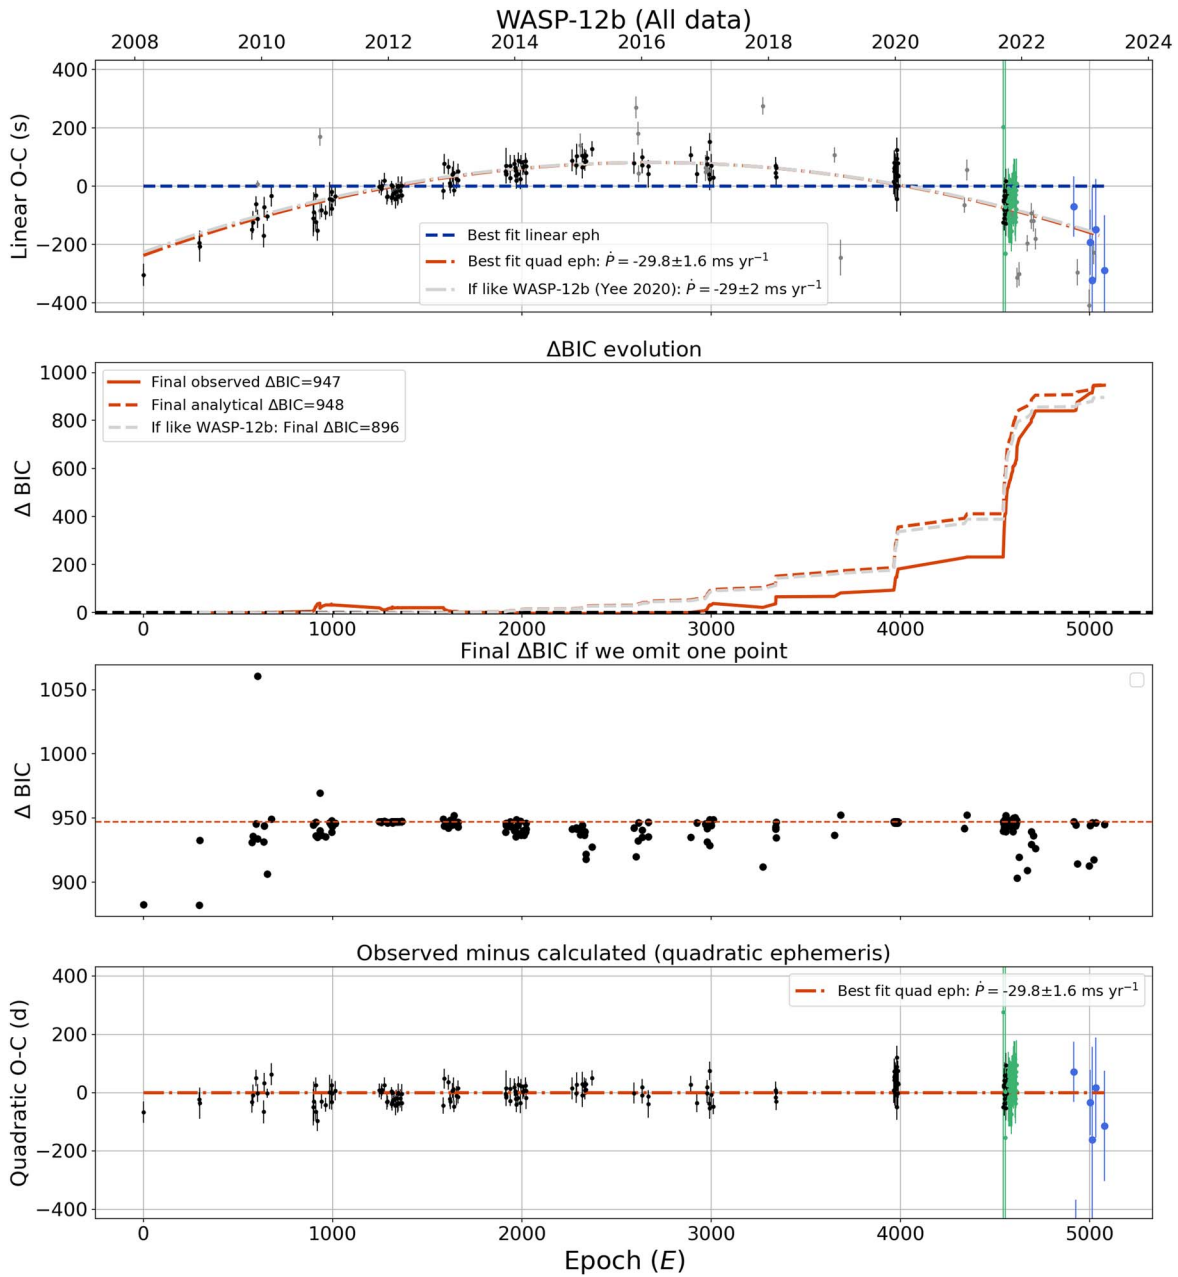 WASP-12b (All data)
2008 2010 2012 2014 2016 2018 2020 2022 2024
Linear O-C (s)
400
200
0
−200
−400
Best fit linear eph
Best fit quad eph: Ṗ = -29.8±1.6 ms yr⁻¹
If like WASP-12b (Yee 2020): Ṗ = -29±2 ms yr⁻¹
ΔBIC evolution
Δ BIC
1000
800
600
400
200
0
Final observed ΔBIC=947
Final analytical ΔBIC=948
If like WASP-12b: Final ΔBIC=896
0 1000 2000 3000 4000 5000
Final ΔBIC if we omit one point
Δ BIC
1050
1000
950
900
Observed minus calculated (quadratic ephemeris)
Quadratic O-C (d)
400
200
0
−200
−400
Best fit quad eph: Ṗ = -29.8±1.6 ms yr⁻¹
0 1000 2000 3000 4000 5000
Epoch (E)